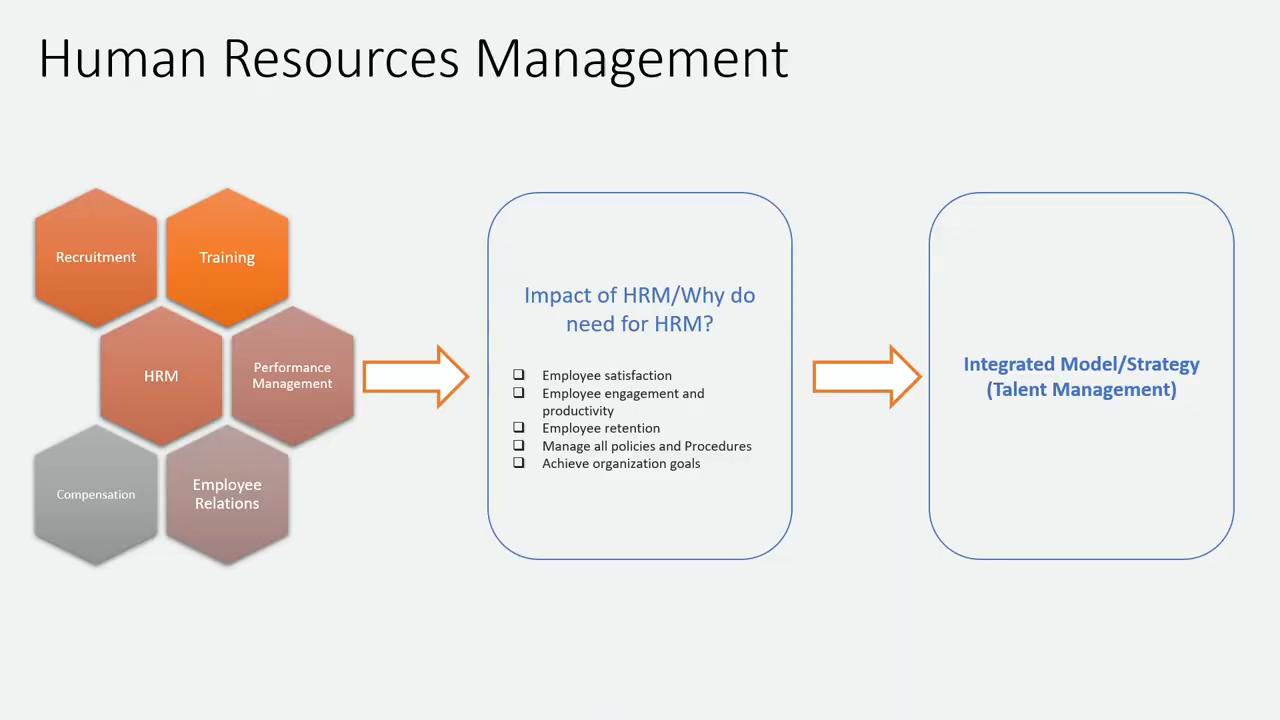 Human Resources Management
Recruitment
Training
HRM
Performance
Management
Compensation
Employee
Relations
Impact of HRM/Why do
need for HRM?
❑ Employee satisfaction
❑ Employee engagement and
productivity
❑ Employee retention
❑ Manage all policies and Procedures
❑ Achieve organization goals
Integrated Model/Strategy
(Talent Management)